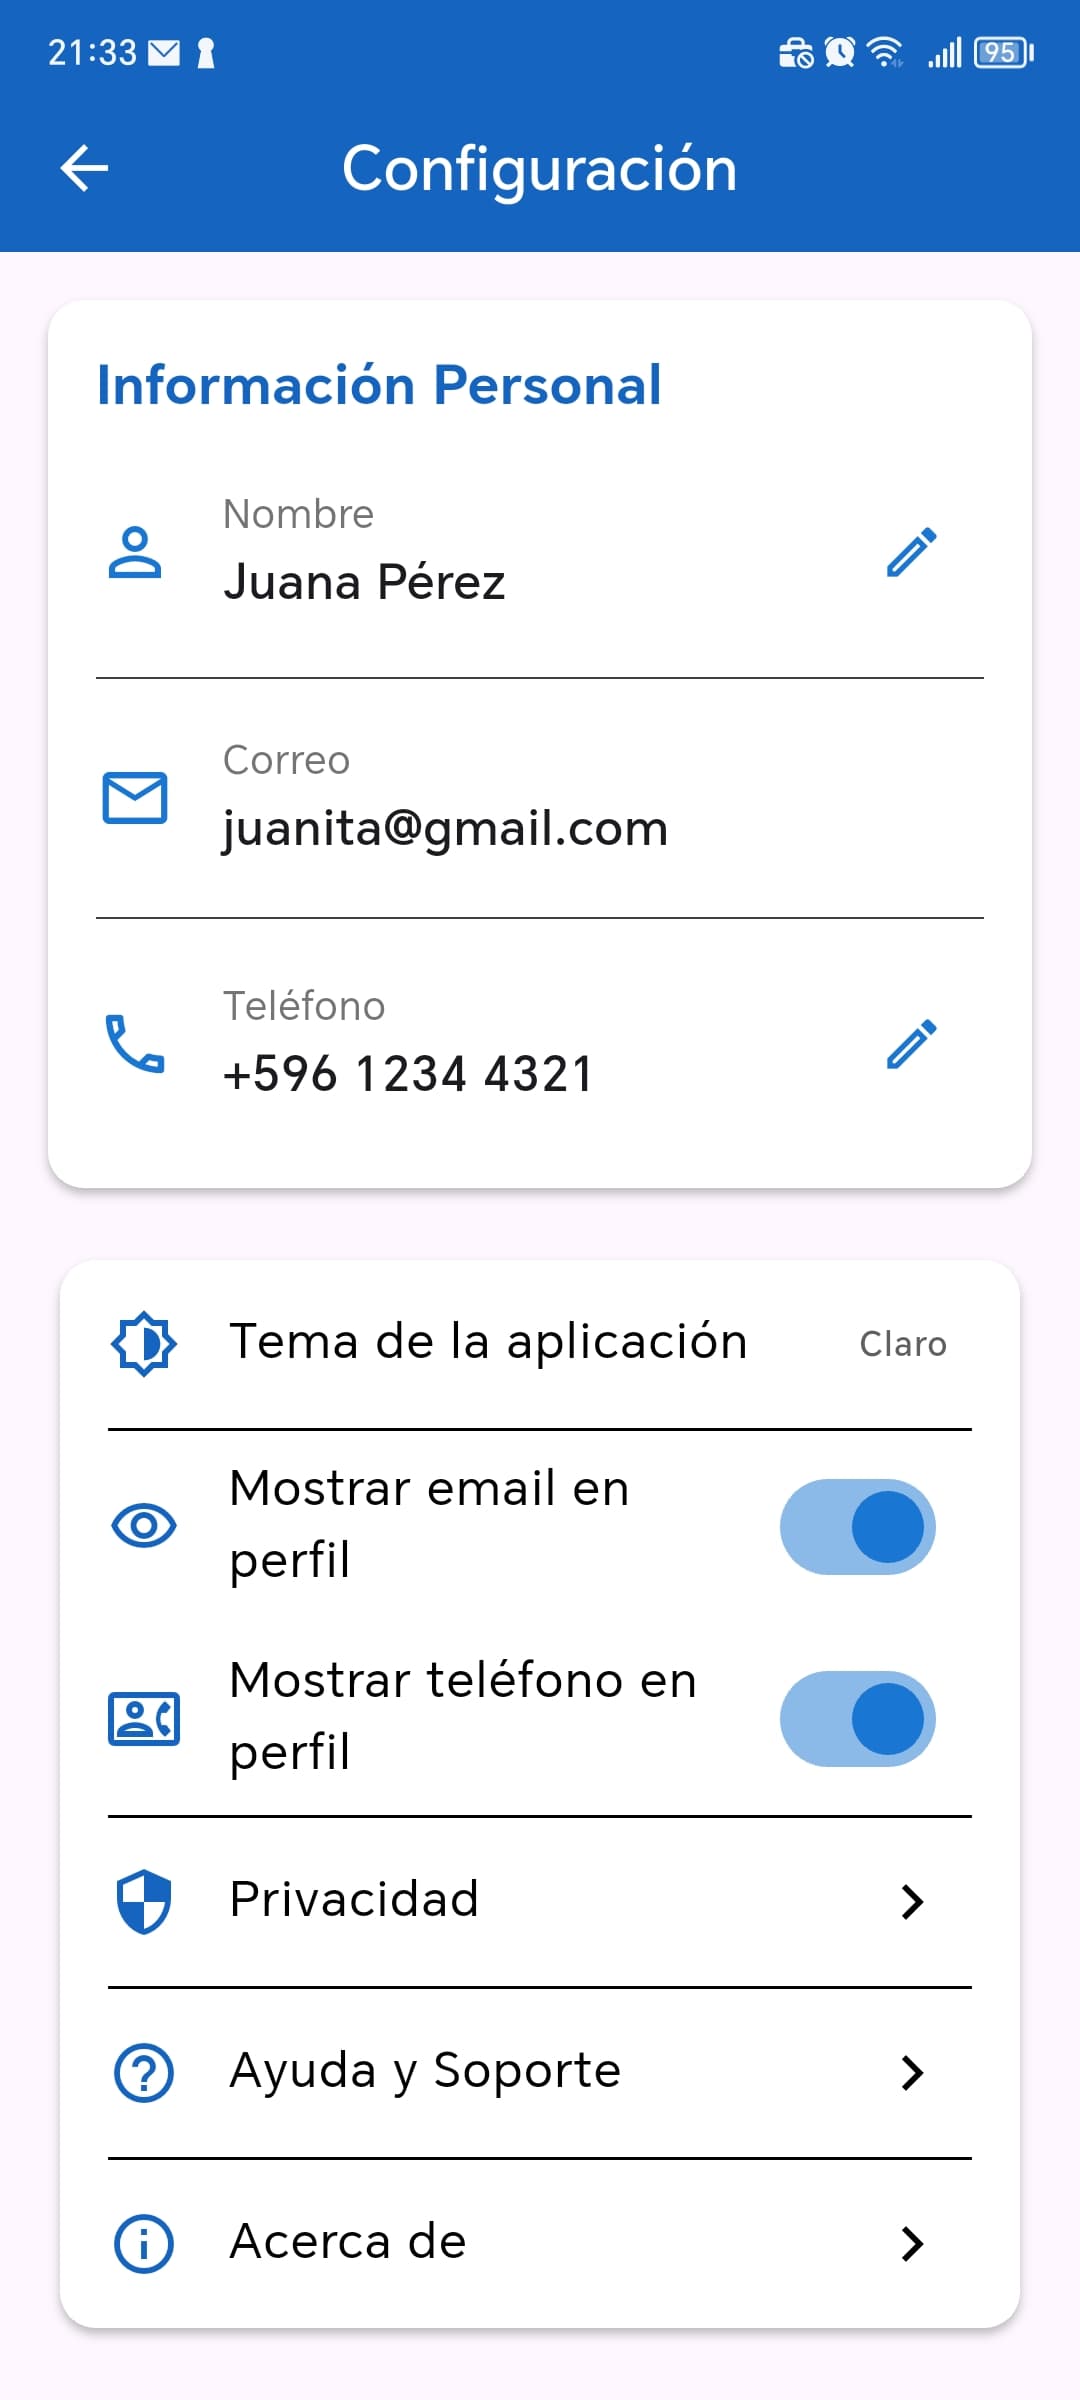 21:33
95
Configuración
Información Personal
Nombre
Juana Pérez
Correo
juanita@gmail.com
Teléfono
+596 1234 4321
Tema de la aplicación Claro
Mostrar email en
perfil
Mostrar teléfono en
perfil
Privacidad
Ayuda y Soporte
Acerca de